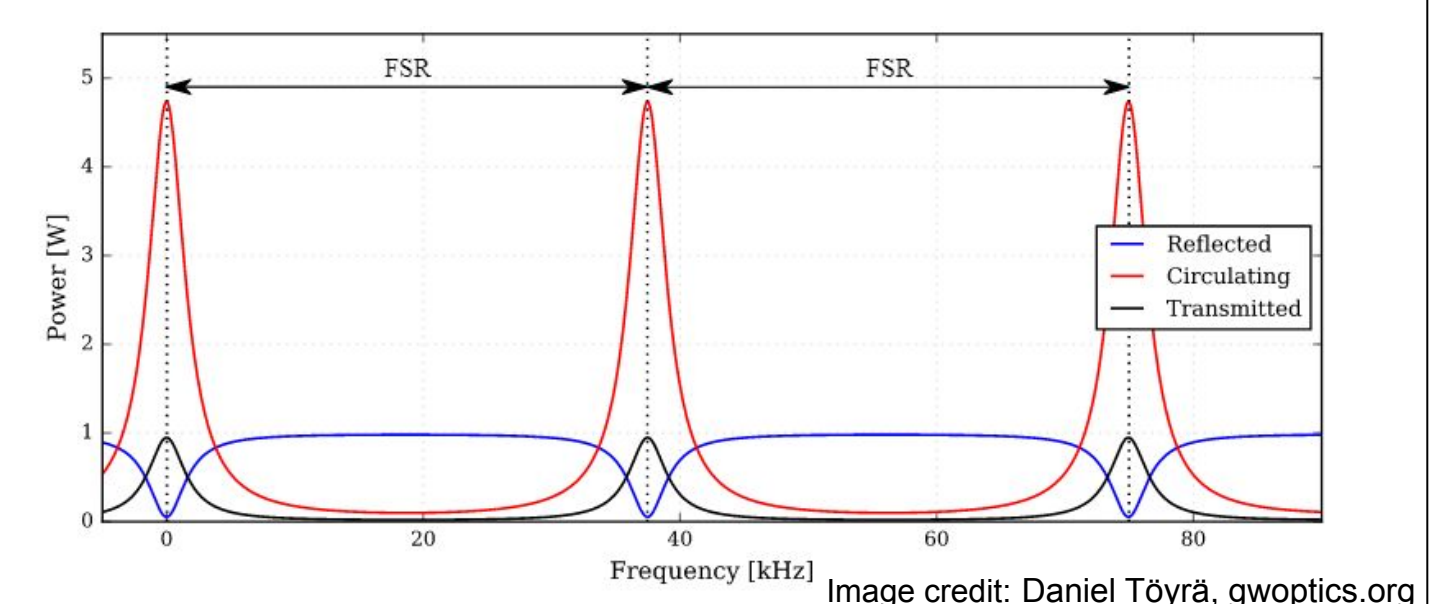 FSR FSR
5
4
3
2
1
0
Power [W]
Reflected
Circulating
Transmitted
0 20 40 60 80
Frequency [kHz]
Image credit: Daniel Töyrä, gwoptics.org